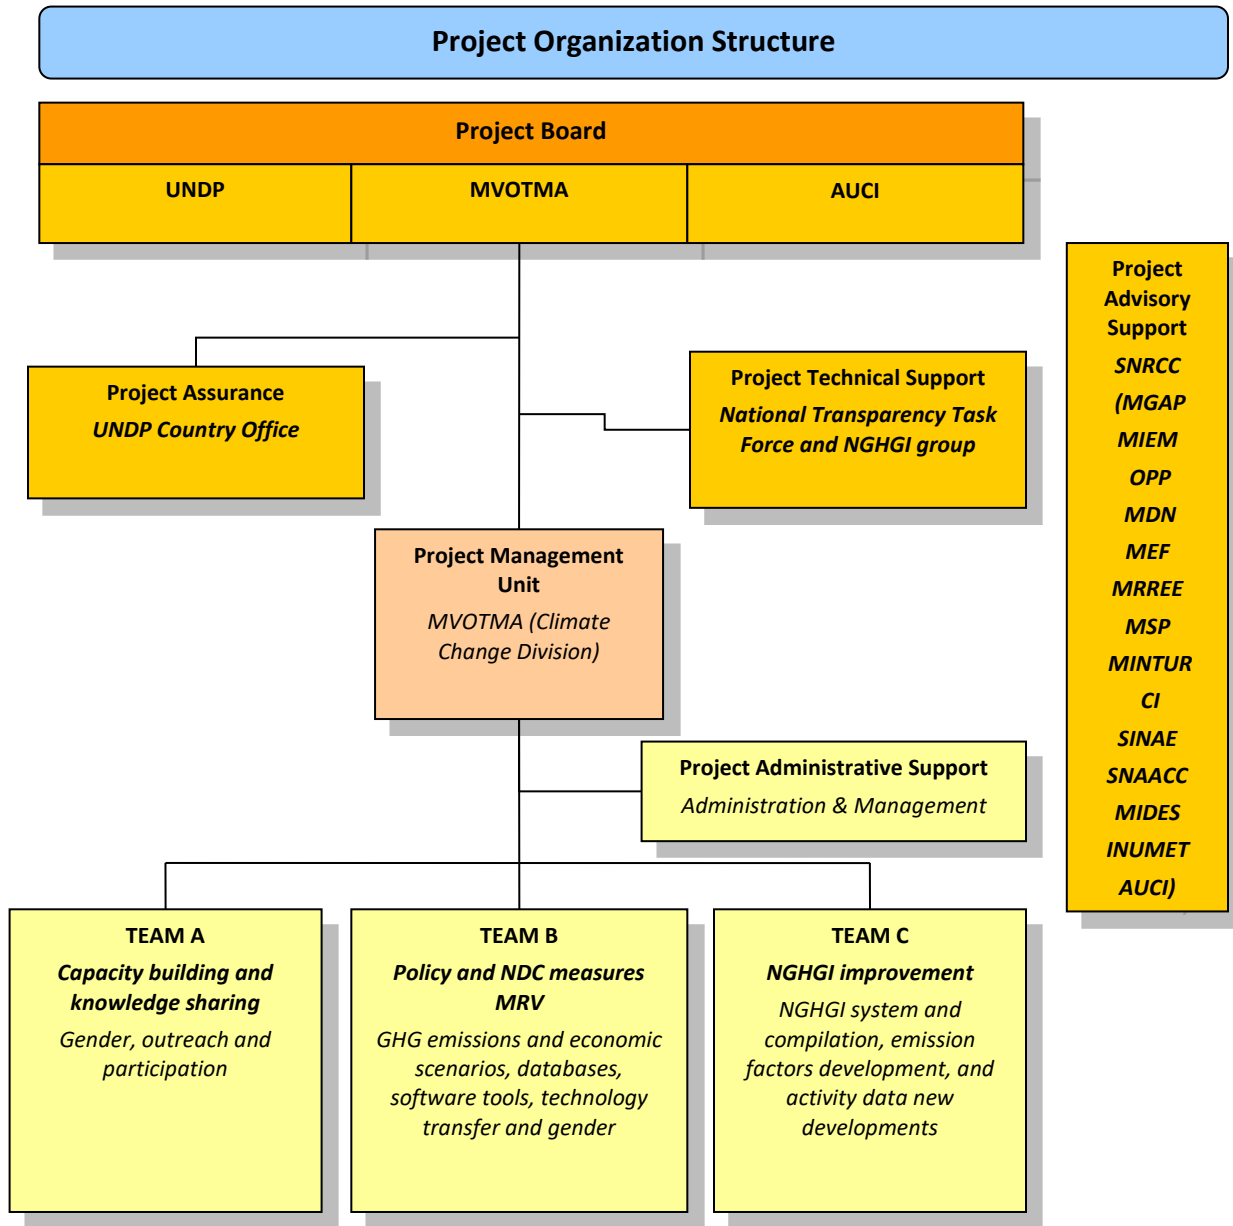 Project Organization Structure
Project Board
UNDP
MVOTMA
AUCI
Project
Advisory
Support
SNRCC
(MGAP
MIEM
OPP
MDN
MEF
MRREE
MSP
MINTUR
CI
SINAE
SNAACC
MIDES
INUMET
AUCI)
Project Assurance
UNDP Country Office
Project Technical Support
National Transparency Task
Force and NGHGI group
Project Management
Unit
MVOTMA (Climate
Change Division)
Project Administrative Support
Administration & Management
TEAM A
Capacity building and
knowledge sharing
Gender, outreach and
participation
TEAM B
Policy and NDC measures
MRV
GHG emissions and economic
scenarios, databases,
software tools, technology
transfer and gender
TEAM C
NGHGI improvement
NGHGI system and
compilation, emission
factors development, and
activity data new
developments